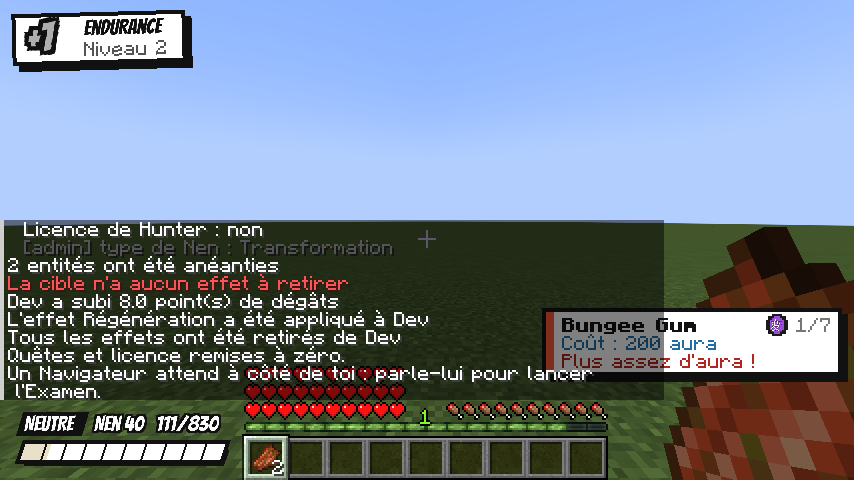 +1
ENDURANCE
Niveau 2
Licence de Hunter : non
[admin] type de Nen : Transformation
2 entités ont été anéanties
La cible n'a aucun effet à retirer
Dev a subi 8.0 point(s) de dégâts
L'effet Régénération a été appliqué à Dev
Tous les effets ont été retirés de Dev
Quêtes et licence remises à zéro.
Un Navigateur attend à côté de toi : parle-lui pour lancer
l'Examen.
Bungee Gum
1/7
Coût : 200 aura
Plus assez d'aura !
NEUTRE NEN 40 111/830
1
2